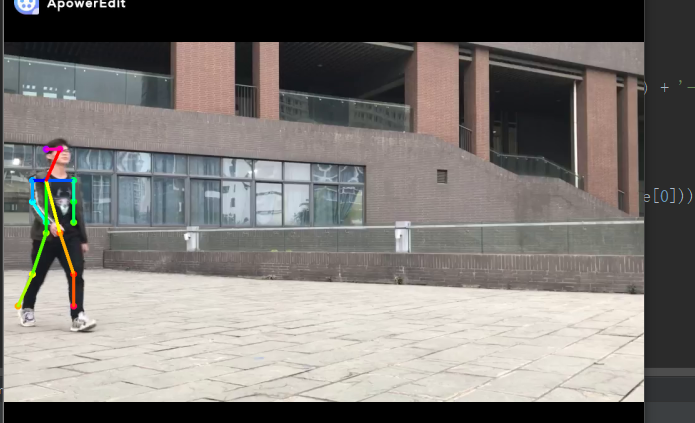 ApowerEdit
) + '-
e[0]))